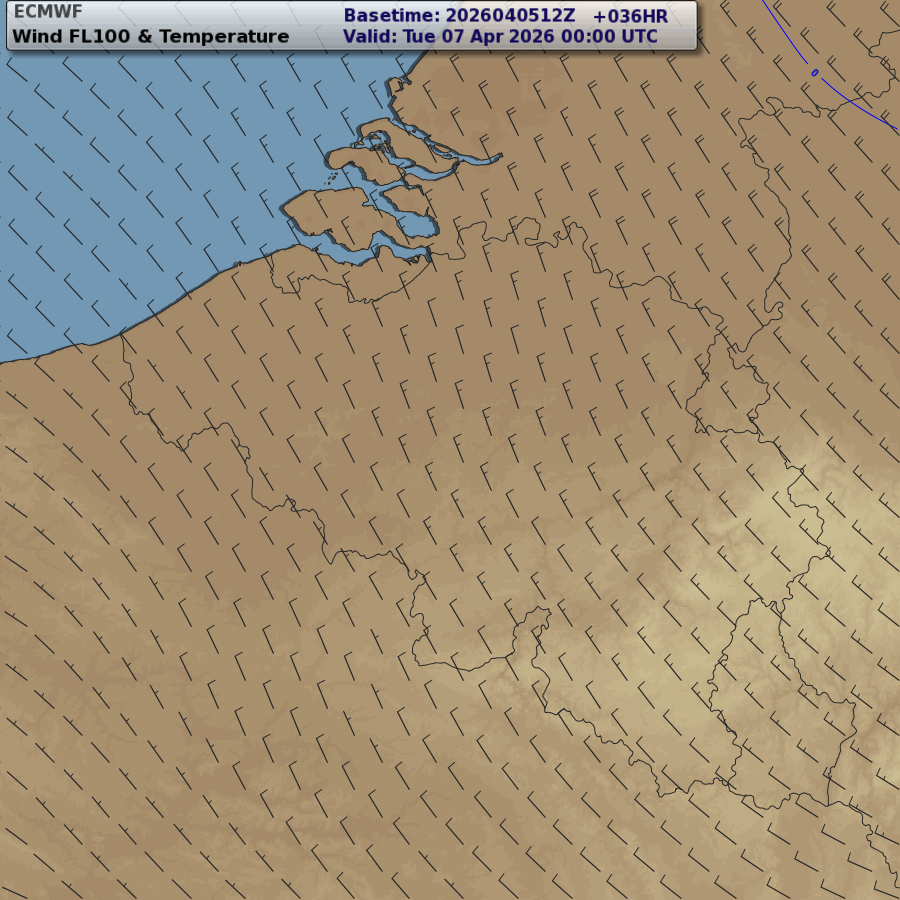 ECMWF
Basetime: 2026040512Z +036HR
Wind FL100 & Temperature
Valid: Tue 07 Apr 2026 00:00 UTC
0